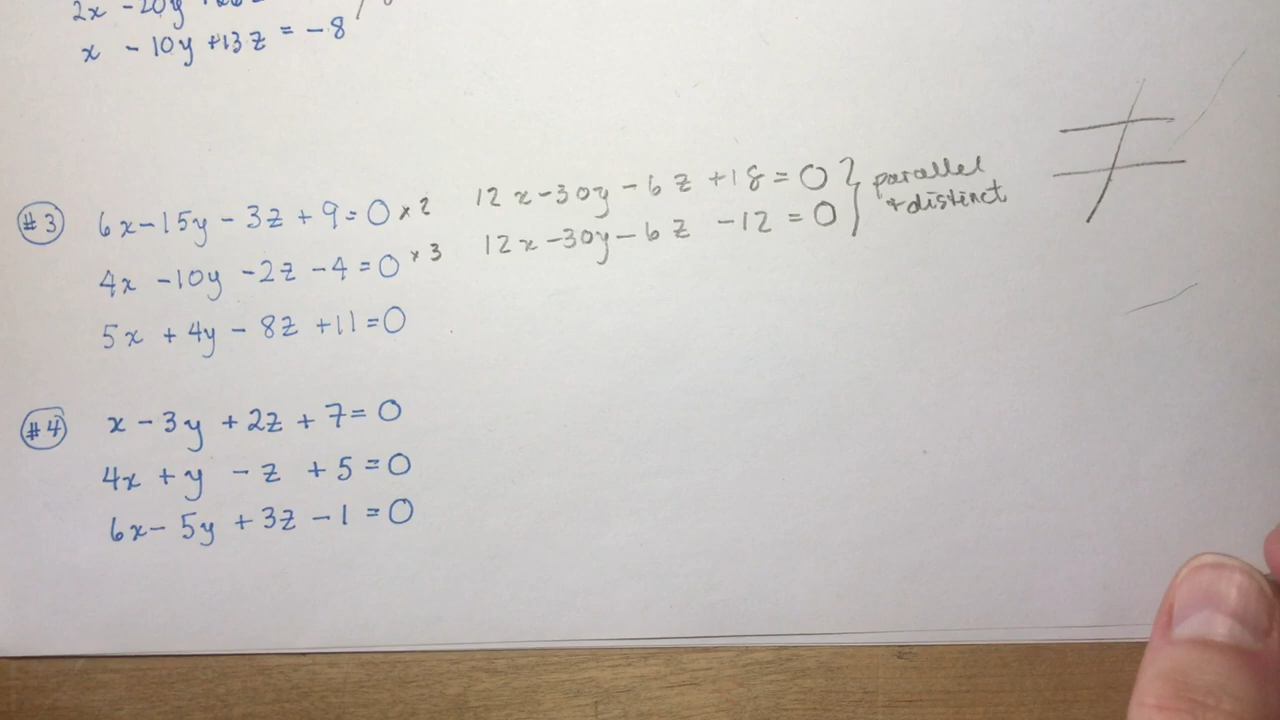 2x - 20y
x - 10y + 13z = -8
#3 6x - 15y - 3z + 9 = 0 × 2 12x - 30y - 6z + 18 = 0 } parallel
4x - 10y - 2z - 4 = 0 × 3 12x - 30y - 6z - 12 = 0 + distinct
5x + 4y - 8z + 11 = 0
#4 x - 3y + 2z + 7 = 0
4x + y - z + 5 = 0
6x - 5y + 3z - 1 = 0